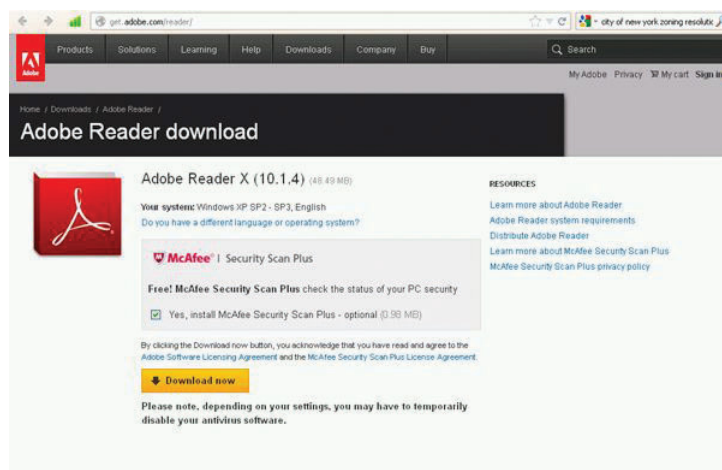 get.adobe.com/reader/
city of new york zoning resolutic
Adobe
Products Solutions Learning Help Downloads Company Buy
Search
My Adobe Privacy My cart Sign in
Home / Downloads / Adobe Reader /
Adobe Reader download
Adobe Reader X (10.1.4) (48.49 MB)
Your system: Windows XP SP2 - SP3, English
Do you have a different language or operating system?
McAfee® | Security Scan Plus
Free! McAfee Security Scan Plus check the status of your PC security
Yes, install McAfee Security Scan Plus - optional (0.98 MB)
By clicking the Download now button, you acknowledge that you have read and agree to the
Adobe Software Licensing Agreement and the McAfee Security Scan Plus License Agreement.
Download now
Please note, depending on your settings, you may have to temporarily
disable your antivirus software.
RESOURCES
Learn more about Adobe Reader
Adobe Reader system requirements
Distribute Adobe Reader
Learn more about McAfee Security Scan Plus
McAfee Security Scan Plus privacy policy